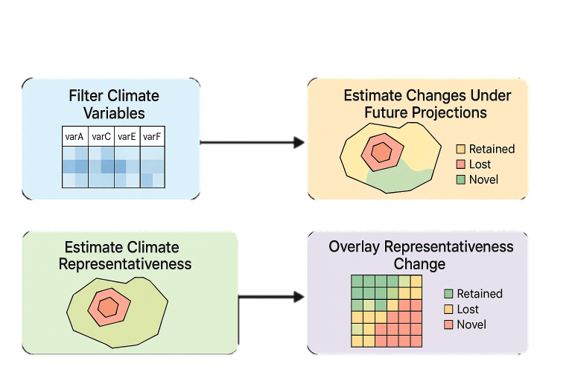 Filter Climate
Variables
varA varC varE varF
Estimate Changes Under
Future Projections
Retained
Lost
Novel
Estimate Climate
Representativeness
Overlay Representativeness
Change
Retained
Lost
Novel